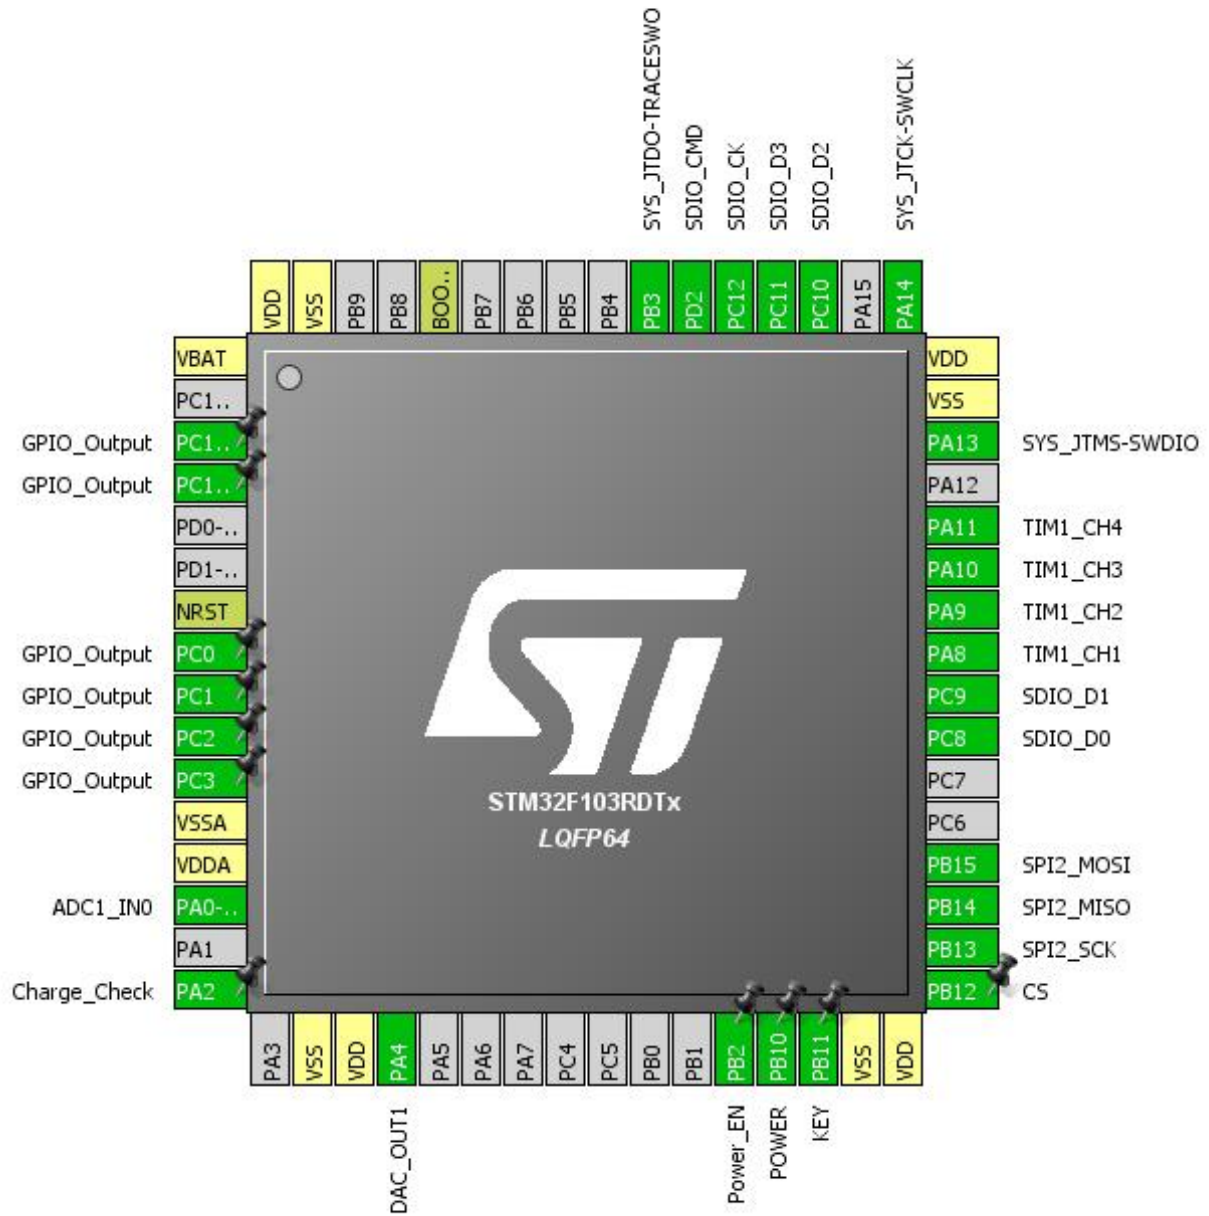 SYS_JTDO-TRACESWO
SDIO_CMD
SDIO_CK
SDIO_D3
SDIO_D2
SYS_JTCK-SWCLK
VDD
VSS
PB9
PB8
BOO..
PB7
PB6
PB5
PB4
PB3
PD2
PC12
PC11
PC10
PA15
PA14
VBAT
PC1..
GPIO_Output PC1..
GPIO_Output PC1..
PD0-..
PD1-..
NRST
GPIO_Output PC0
GPIO_Output PC1
GPIO_Output PC2
GPIO_Output PC3
VSSA
VDDA
ADC1_IN0 PA0-..
PA1
Charge_Check PA2
ST
STM32F103RDTx
LQFP64
VDD
VSS
PA13 SYS_JTMS-SWDIO
PA12
PA11 TIM1_CH4
PA10 TIM1_CH3
PA9 TIM1_CH2
PA8 TIM1_CH1
PC9 SDIO_D1
PC8 SDIO_D0
PC7
PC6
PB15 SPI2_MOSI
PB14 SPI2_MISO
PB13 SPI2_SCK
PB12 CS
PA3
VSS
VDD
PA4
PA5
PA6
PA7
PC4
PC5
PB0
PB1
PB2
PB10
PB11
VSS
VDD
DAC_OUT1
Power_EN
POWER
KEY